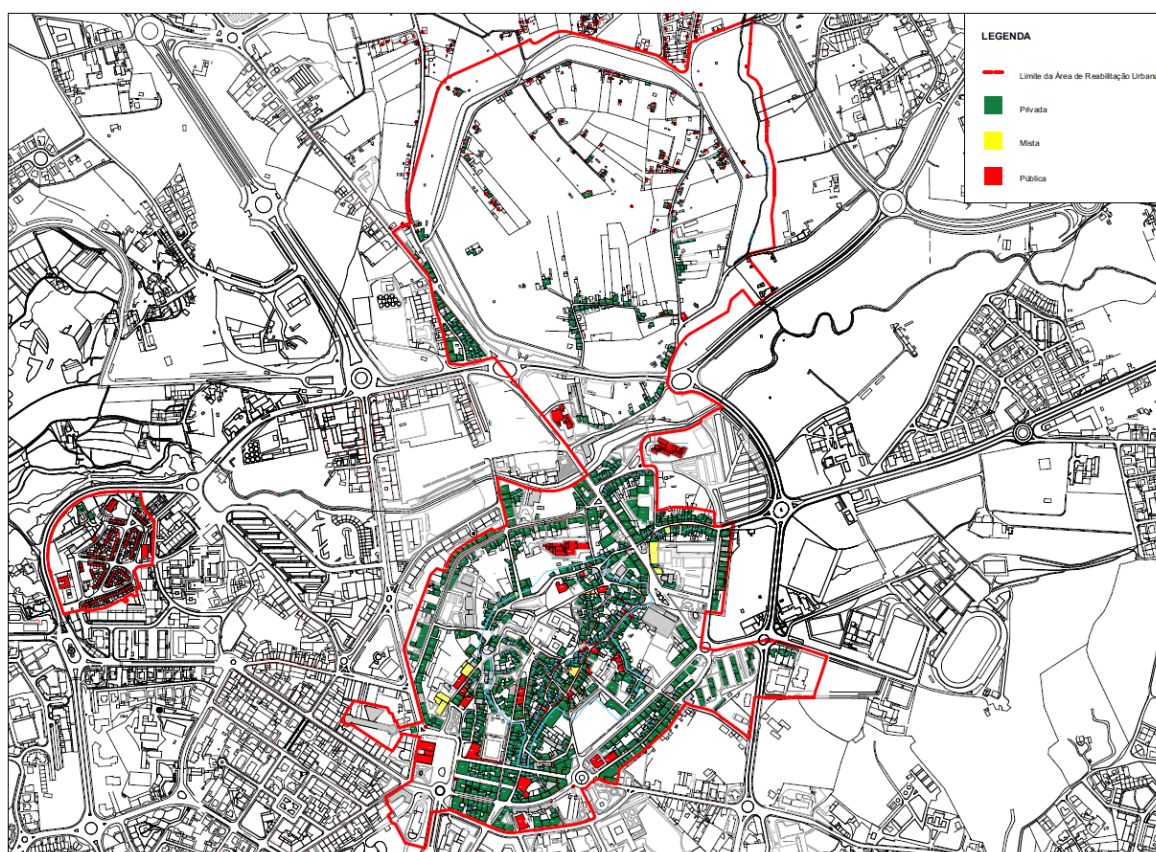 LEGENDA
Limite da Área de Reabilitação Urbana
Privada
Mista
Pública